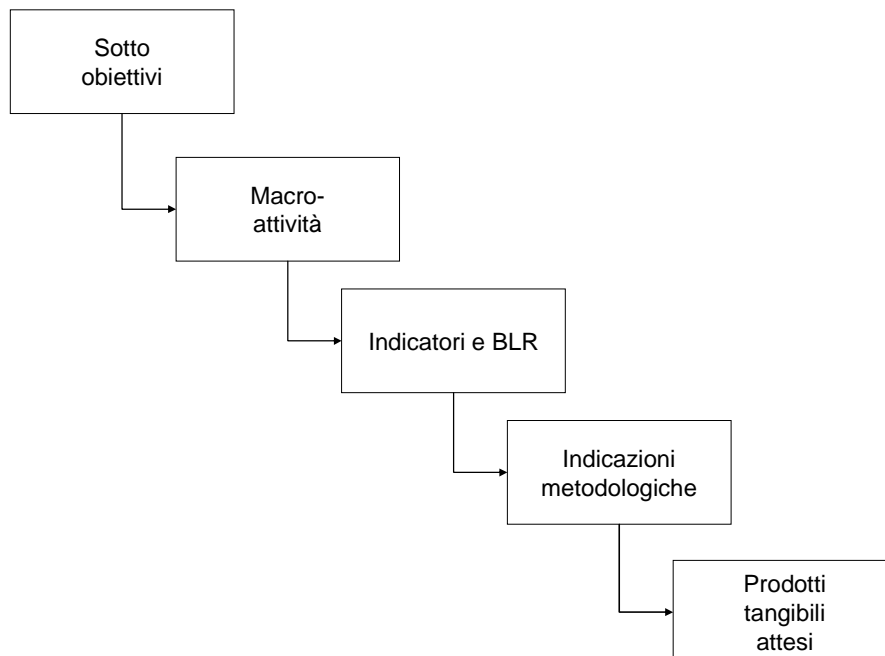 Sotto
obiettivi
Macro-
attività
Indicatori e BLR
Indicazioni
metodologiche
Prodotti
tangibili
attesi